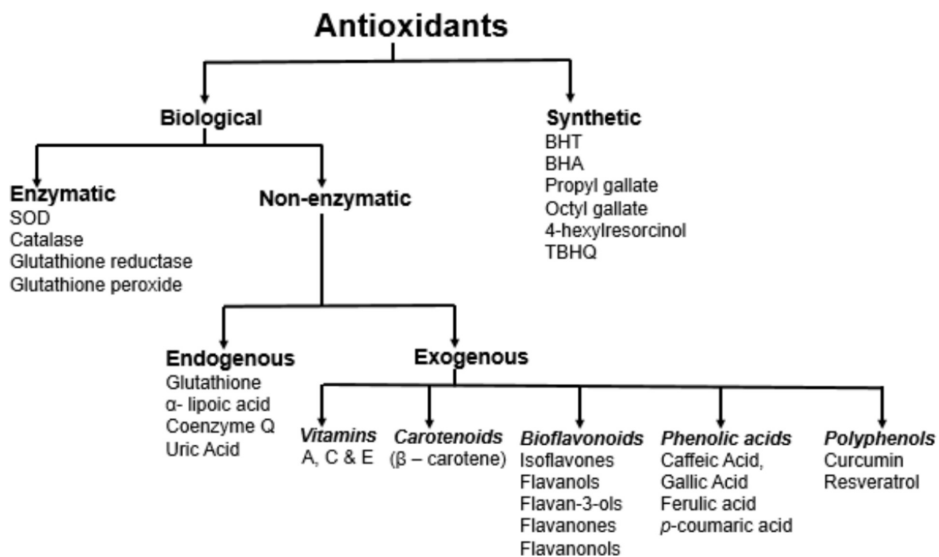 Antioxidants
Biological
Synthetic
BHT
BHA
Propyl gallate
Octyl gallate
4-hexylresorcinol
TBHQ
Enzymatic
SOD
Catalase
Glutathione reductase
Glutathione peroxide
Non-enzymatic
Endogenous
Glutathione
α- lipoic acid
Coenzyme Q
Uric Acid
Exogenous
Vitamins
A, C & E
Carotenoids
(β – carotene)
Bioflavonoids
Isoflavones
Flavanols
Flavan-3-ols
Flavanones
Flavanonols
Phenolic acids
Caffeic Acid,
Gallic Acid
Ferulic acid
p-coumaric acid
Polyphenols
Curcumin
Resveratrol